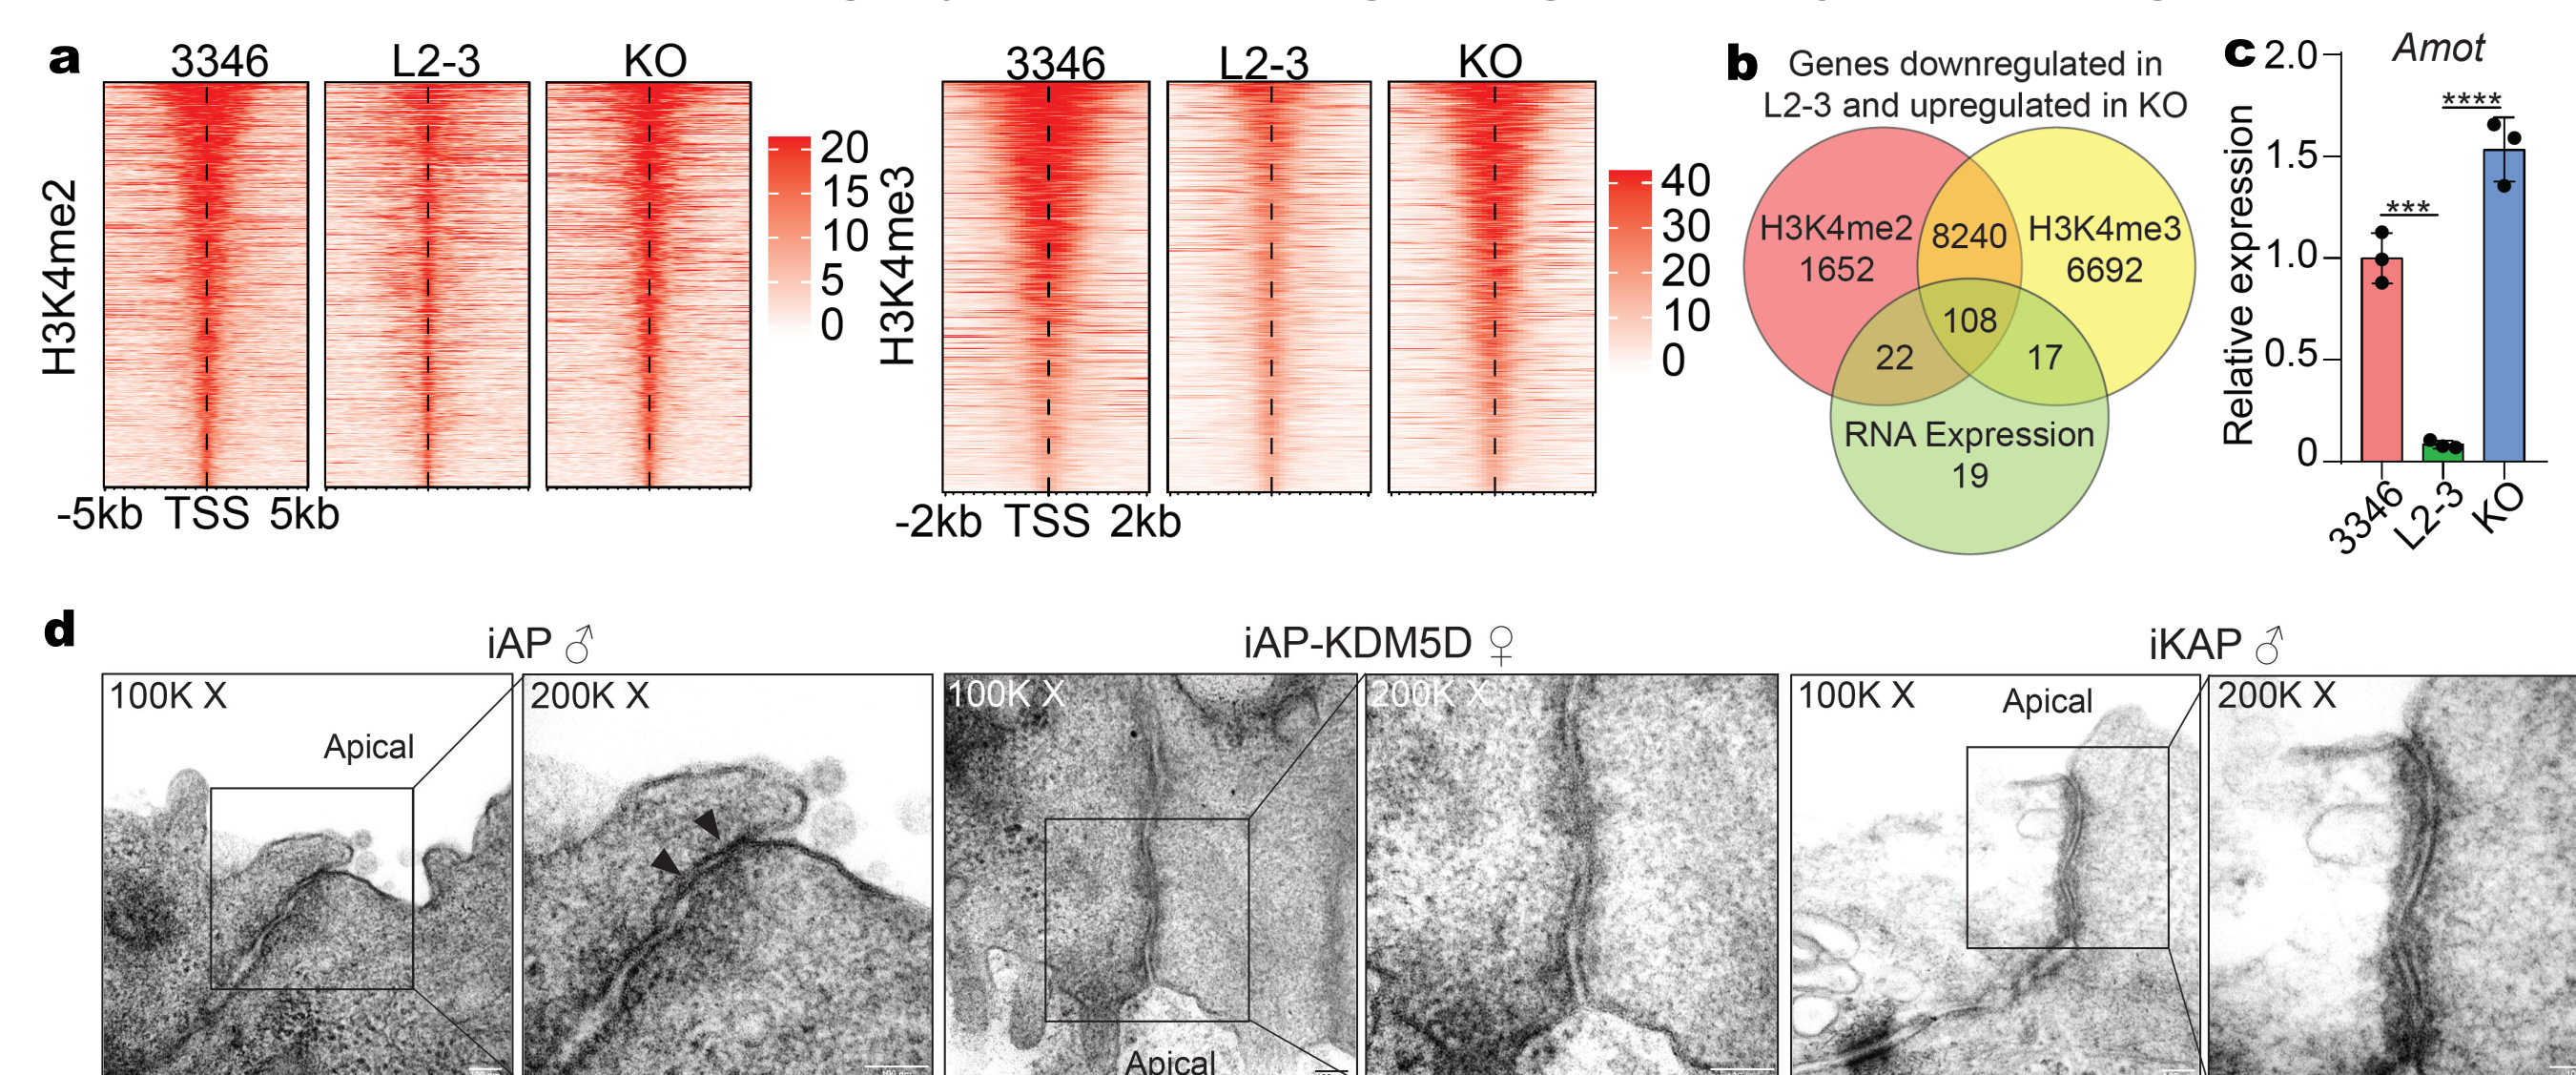 a
3346 L2-3 KO
H3K4me2
20
15
10
5
0
-5kb TSS 5kb
3346 L2-3 KO
H3K4me3
40
30
20
10
0
-2kb TSS 2kb
b
Genes downregulated in
L2-3 and upregulated in KO
H3K4me2
1652
8240
H3K4me3
6692
108
22
17
RNA Expression
19
c
Amot
Relative expression
2.0
1.5
1.0
0.5
0
***
****
3346
L2-3
KO
d
iAP ♂
100K X
Apical
200K X
iAP-KDM5D ♀
100K X
Apical
200K X
iKAP ♂
100K X
Apical
200K X